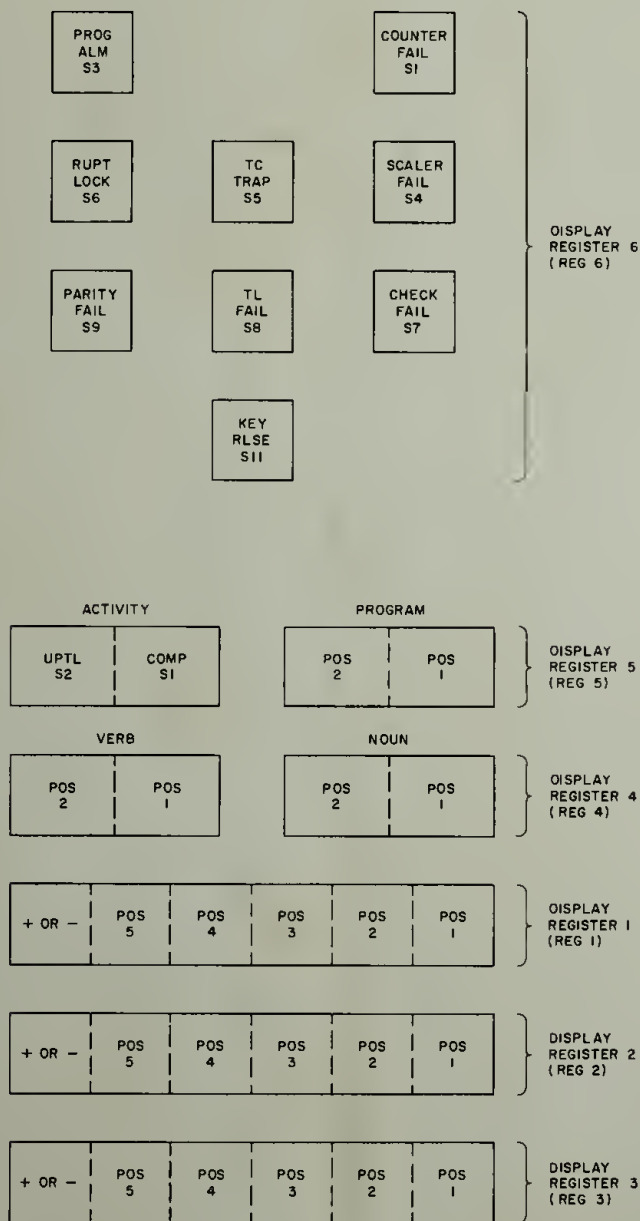 PROG
ALM
S3
COUNTER
FAIL
S1
RUPT
LOCK
S6
TC
TRAP
S5
SCALER
FAIL
S4
DISPLAY
REGISTER 6
(REG 6)
PARITY
FAIL
S9
TL
FAIL
S8
CHECK
FAIL
S7
KEY
RLSE
S11
ACTIVITY
PROGRAM
UPTL
S2
COMP
S1
POS
2
POS
1
DISPLAY
REGISTER 5
(REG 5)
VERB
NOUN
POS
2
POS
1
POS
2
POS
1
DISPLAY
REGISTER 4
(REG 4)
+ OR -
POS
5
POS
4
POS
3
POS
2
POS
1
DISPLAY
REGISTER 1
(REG 1)
+ OR -
POS
5
POS
4
POS
3
POS
2
POS
1
DISPLAY
REGISTER 2
(REG 2)
+ OR -
POS
5
POS
4
POS
3
POS
2
POS
1
DISPLAY
REGISTER 3
(REG 3)